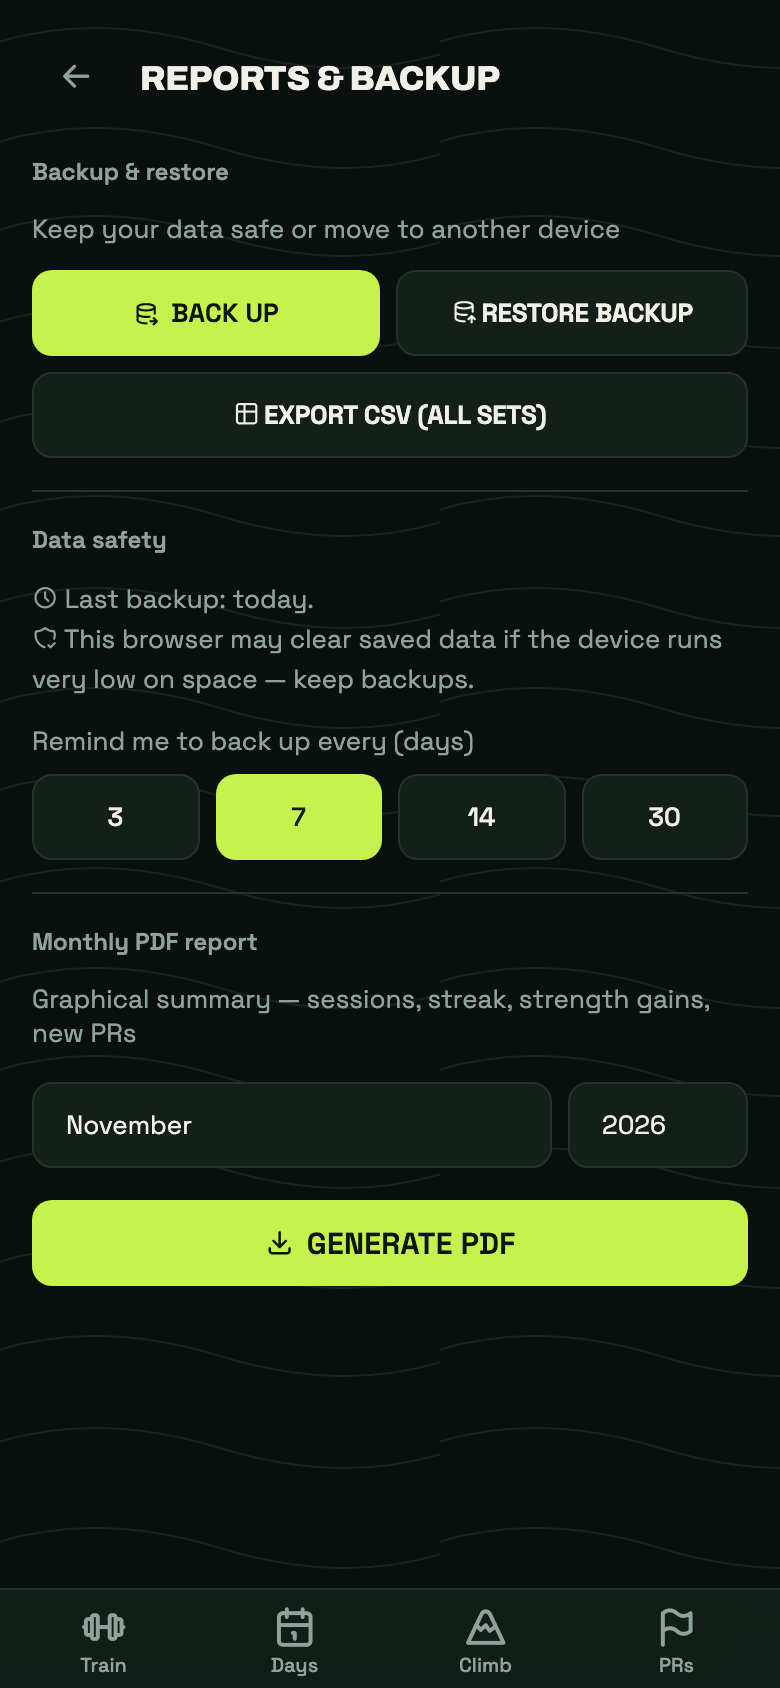 REPORTS & BACKUP
Backup & restore
Keep your data safe or move to another device
BACK UP
RESTORE BACKUP
EXPORT CSV (ALL SETS)
Data safety
Last backup: today.
This browser may clear saved data if the device runs
very low on space — keep backups.
Remind me to back up every (days)
3
7
14
30
Monthly PDF report
Graphical summary — sessions, streak, strength gains,
new PRs
November
2026
GENERATE PDF
Train
Days
Climb
PRs